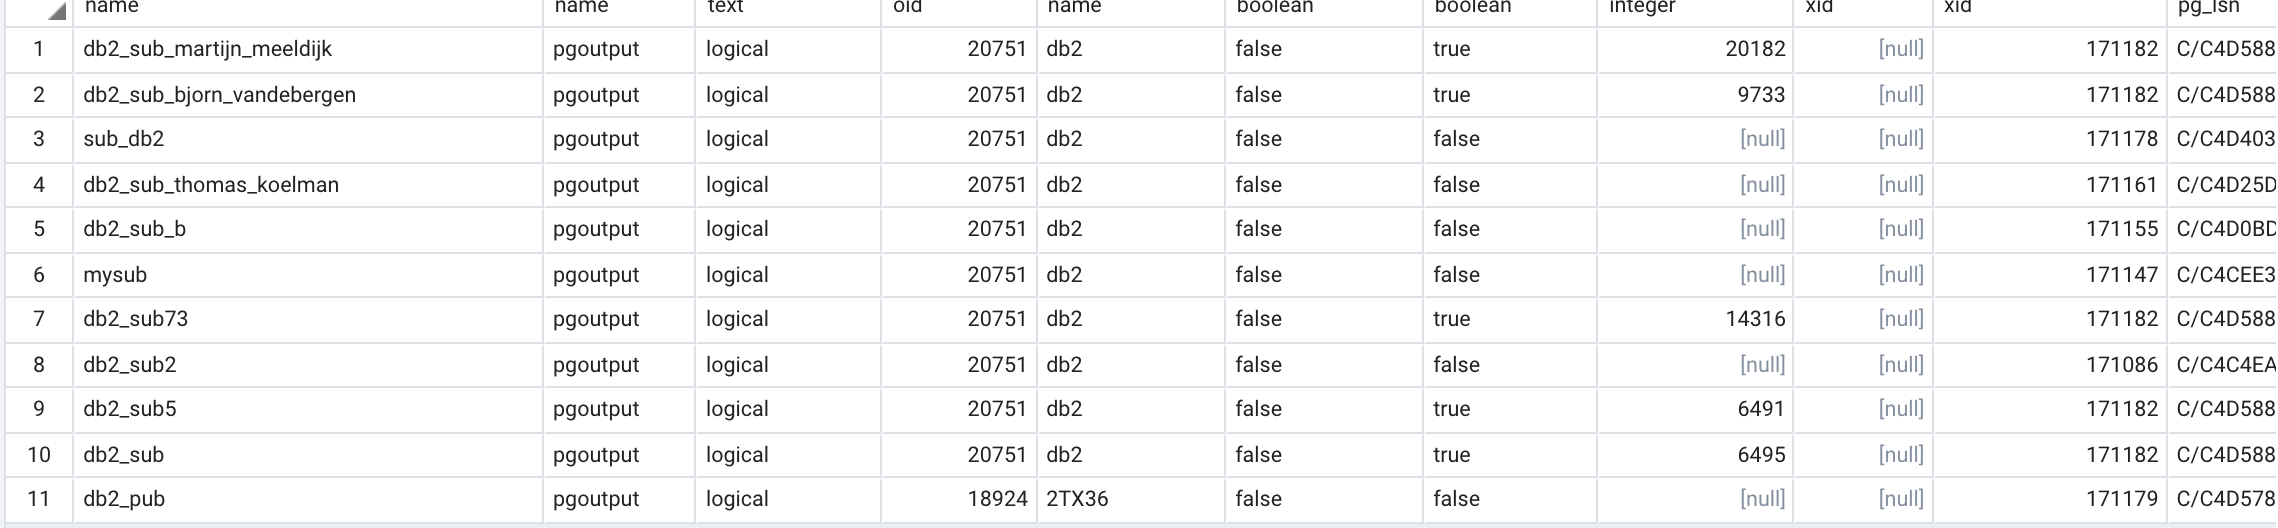 name name text oid name boolean boolean integer xid xid pg_lsn
1 db2_sub_martijn_meeldijk pgoutput logical 20751 db2 false true 20182 [null] 171182 C/C4D588
2 db2_sub_bjorn_vandebergen pgoutput logical 20751 db2 false true 9733 [null] 171182 C/C4D588
3 sub_db2 pgoutput logical 20751 db2 false false [null] [null] 171178 C/C4D403
4 db2_sub_thomas_koelman pgoutput logical 20751 db2 false false [null] [null] 171161 C/C4D25D
5 db2_sub_b pgoutput logical 20751 db2 false false [null] [null] 171155 C/C4D0BD
6 mysub pgoutput logical 20751 db2 false false [null] [null] 171147 C/C4CEE3
7 db2_sub73 pgoutput logical 20751 db2 false true 14316 [null] 171182 C/C4D588
8 db2_sub2 pgoutput logical 20751 db2 false false [null] [null] 171086 C/C4C4EA
9 db2_sub5 pgoutput logical 20751 db2 false true 6491 [null] 171182 C/C4D588
10 db2_sub pgoutput logical 20751 db2 false true 6495 [null] 171182 C/C4D588
11 db2_pub pgoutput logical 18924 2TX36 false false [null] [null] 171179 C/C4D578